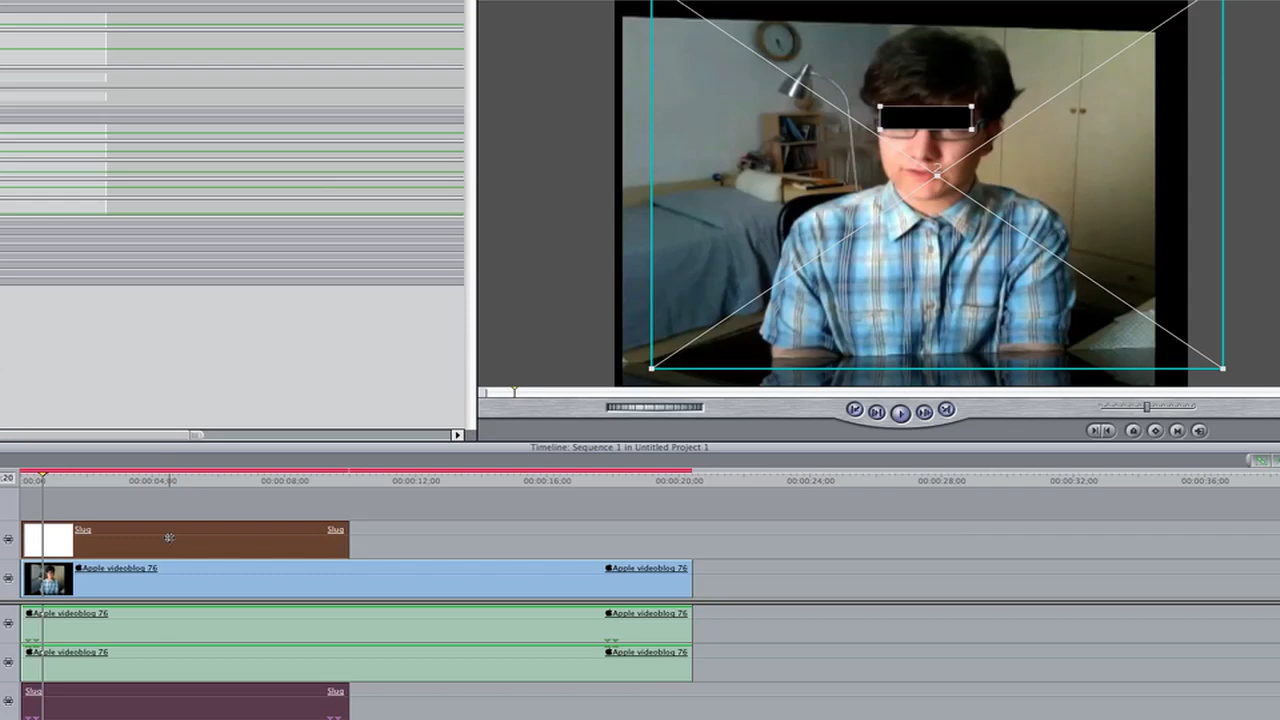 Timeline: Sequence 1 in Untitled Project 1
:20
:00;00 00:00:04;00 00:00:08;00 00:00:12;00 00:00:16;00 00:00:20;00 00:00:24;00 00:00:28;00 00:00:32;00 00:00:36;00
Slug Slug
Apple videoblog 76 Apple videoblog 76
Apple videoblog 76 Apple videoblog 76
Apple videoblog 76 Apple videoblog 76
Slug Slug